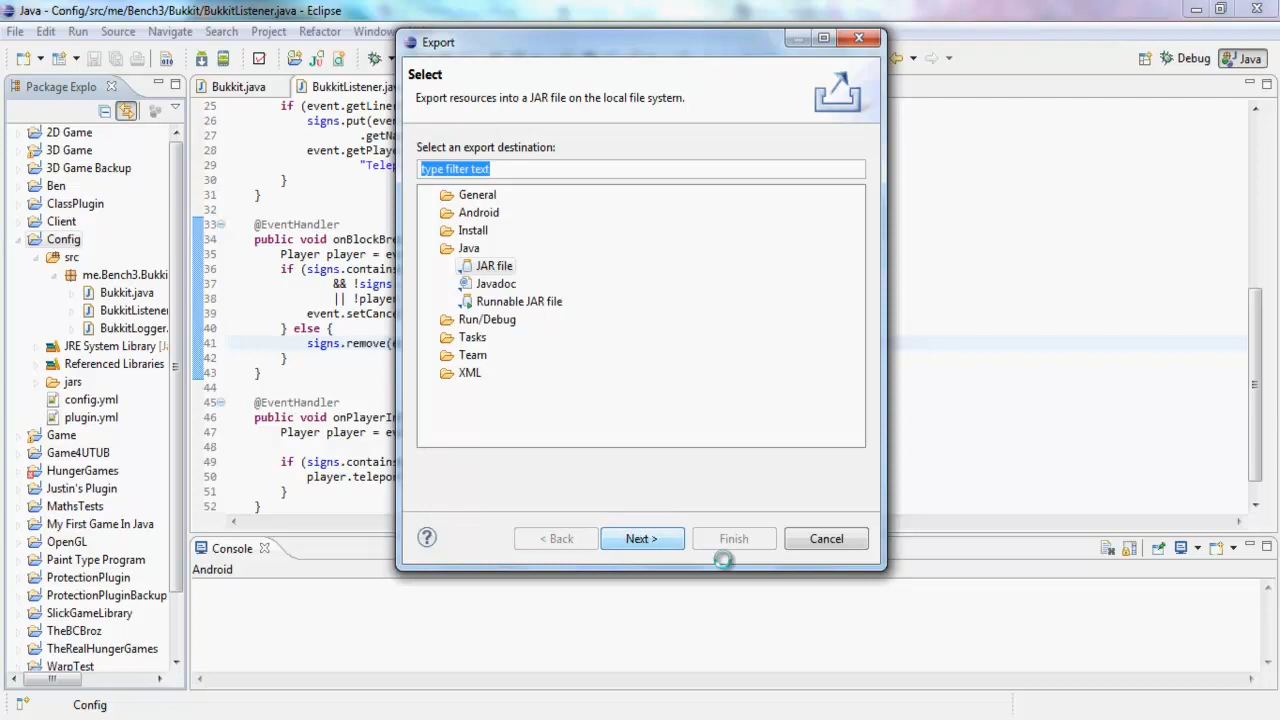 Java - Config/src/me/Bench3/Bukkit/BukkitListener.java - Eclipse
File Edit View Source Navigate Search Project Refactor Window
Debug Java
Package Explo
2D Game
3D Game
3D Game Backup
Ben
ClassPlugin
Client
Config
src
me.Bench3.Bukki
Bukkit.java
BukkitListene
BukkitLogger.
JRE System Library [J
Referenced Libraries
jars
config.yml
plugin.yml
Game
Game4UTUB
HungerGames
Justin's Plugin
MathsTests
My First Game In Java
OpenGL
Paint Type Program
ProtectionPlugin
ProtectionPluginBackup
SlickGameLibrary
TheBCBroz
TheRealHungerGames
WarpTest
Bukkit.java BukkitListener.jav
25 if (event.getLine
26 signs.put(eve
27 .getNa
28 event.getPlay
29 "Telep
30 }
31 }
32
33 @EventHandler
34 public void onBlockBre
35 Player player = ev
36 if (signs.contains
37 && !signs
38 || !player
39 event.setCance
40 } else {
41 signs.remove(e
42 }
43 }
44
45 @EventHandler
46 public void onPlayerIn
47 Player player = ev
48
49 if (signs.contains
50 player.telepor
51 }
52 }
Export
Select
Export resources into a JAR file on the local file system.
Select an export destination:
type filter text
General
Android
Install
Java
JAR file
Javadoc
Runnable JAR file
Run/Debug
Tasks
Team
XML
? < Back Next > Finish Cancel
Console
Android
Config